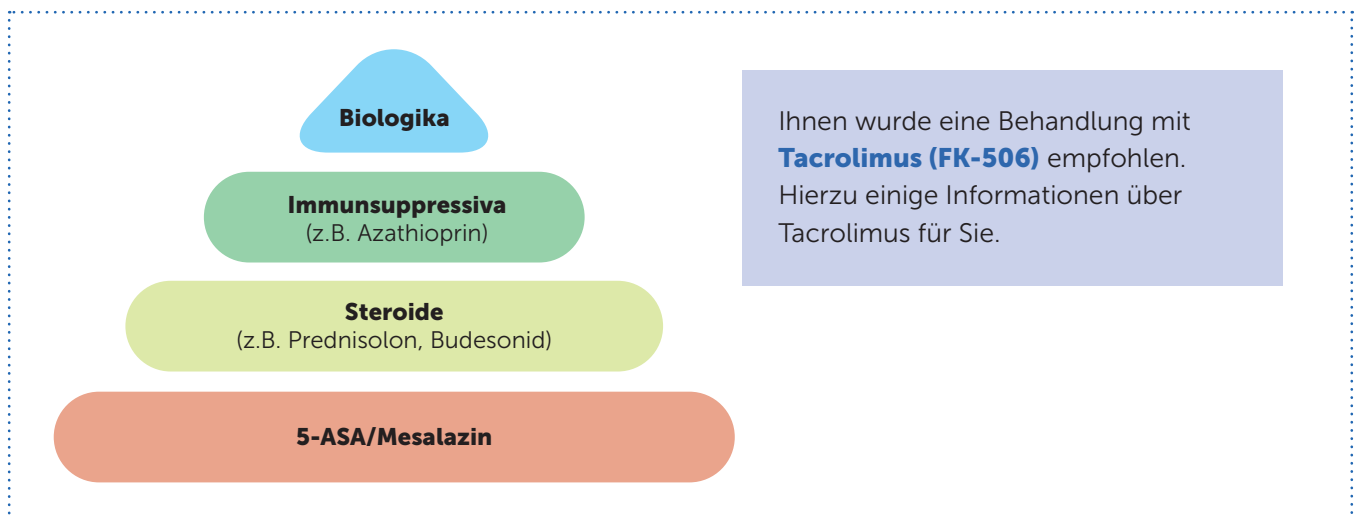 Biologika
Immunsuppressiva
(z.B. Azathioprin)
Steroide
(z.B. Prednisolon, Budesonid)
5-ASA/Mesalazin
Ihnen wurde eine Behandlung mit
Tacrolimus (FK-506) empfohlen.
Hierzu einige Informationen über
Tacrolimus für Sie.